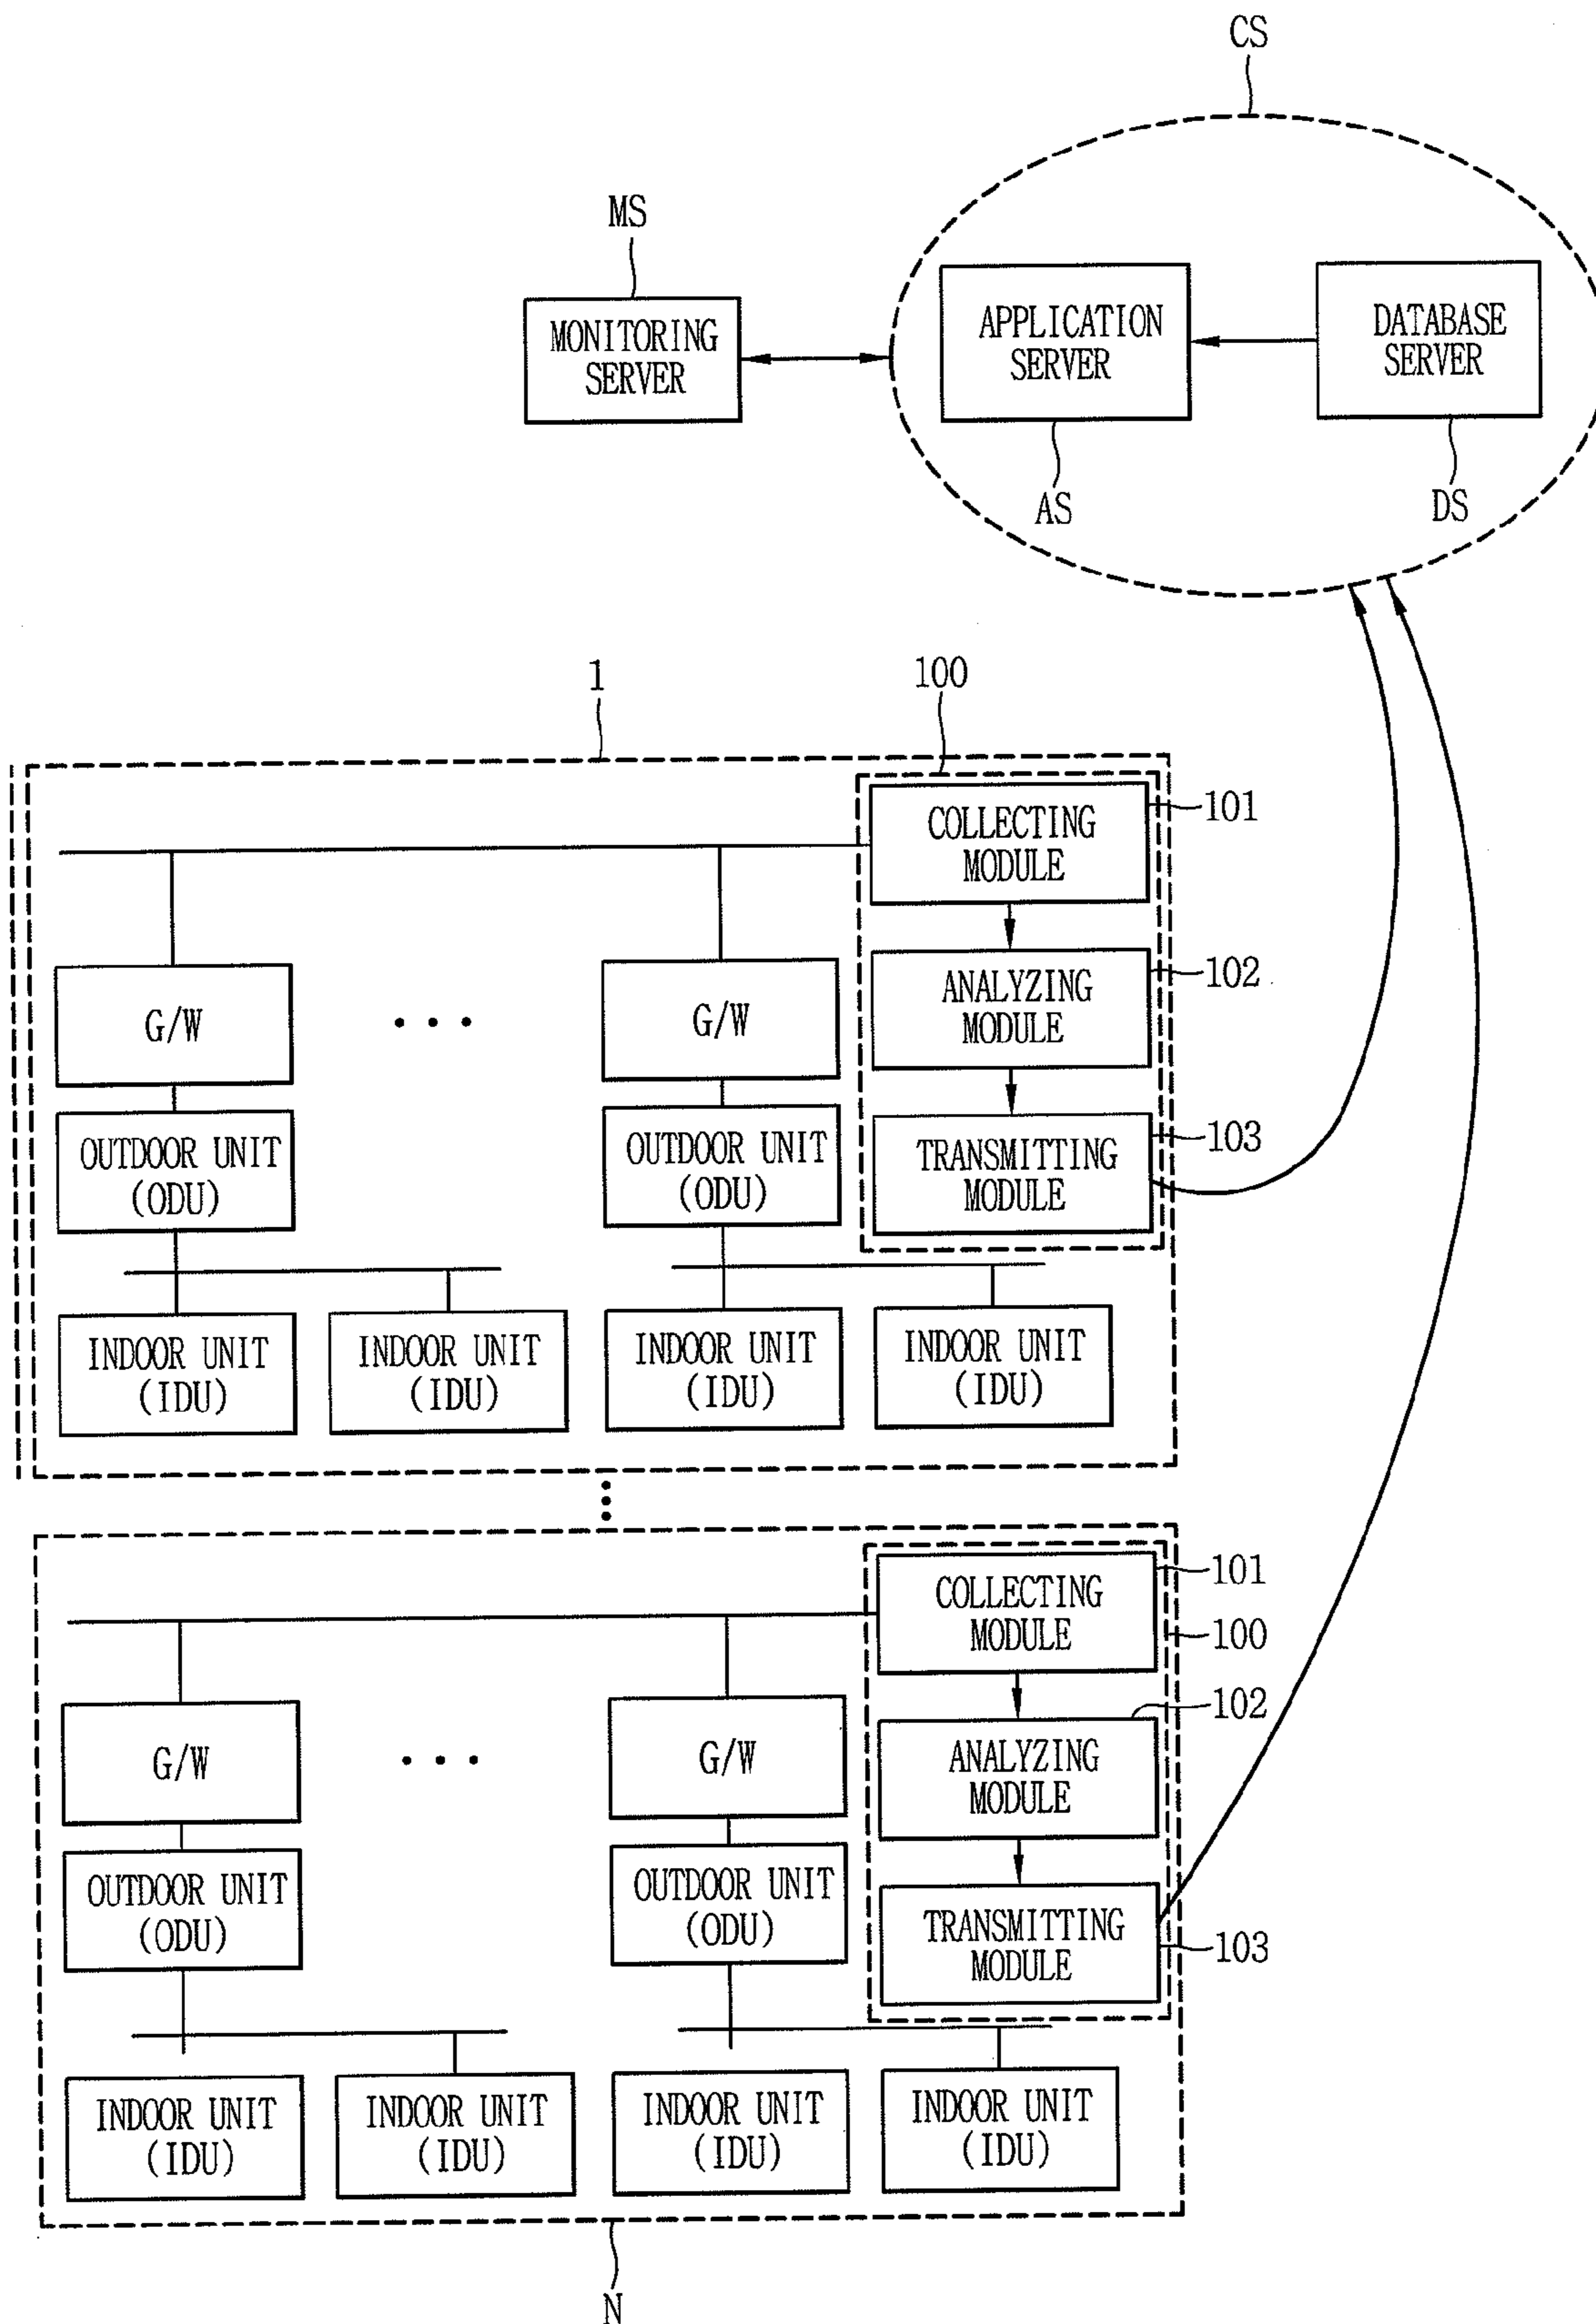 CS
MS
MONITORING
SERVER
APPLICATION
SERVER
DATABASE
SERVER
AS
DS
1
100
COLLECTING
MODULE
101
G/W
• • •
G/W
ANALYZING
MODULE
102
OUTDOOR UNIT
(ODU)
OUTDOOR UNIT
(ODU)
TRANSMITTING
MODULE
103
INDOOR UNIT
(IDU)
INDOOR UNIT
(IDU)
INDOOR UNIT
(IDU)
INDOOR UNIT
(IDU)
COLLECTING
MODULE
101
100
G/W
• • •
G/W
ANALYZING
MODULE
102
OUTDOOR UNIT
(ODU)
OUTDOOR UNIT
(ODU)
TRANSMITTING
MODULE
103
INDOOR UNIT
(IDU)
INDOOR UNIT
(IDU)
INDOOR UNIT
(IDU)
INDOOR UNIT
(IDU)
N